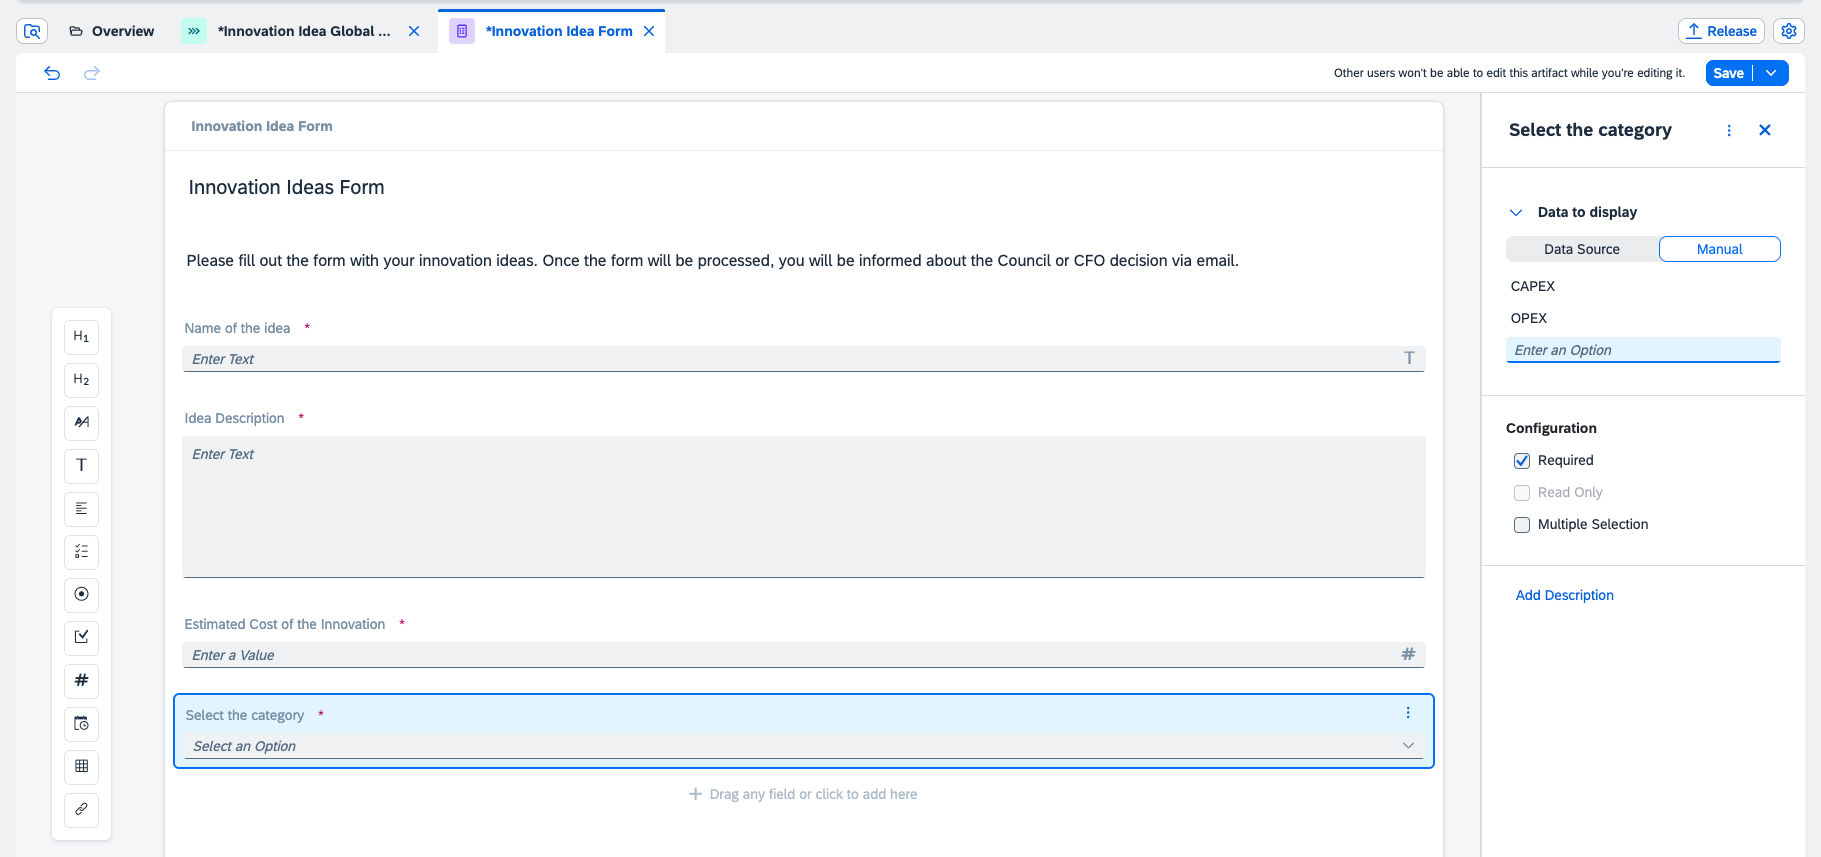 Overview
*Innovation Idea Global ...
*Innovation Idea Form
Release
Other users won't be able to edit this artifact while you're editing it.
Save
Innovation Idea Form
Innovation Ideas Form
Please fill out the form with your innovation ideas. Once the form will be processed, you will be informed about the Council or CFO decision via email.
Name of the idea *
Enter Text
T
Idea Description *
Enter Text
Estimated Cost of the Innovation *
Enter a Value
#
Select the category *
Select an Option
Drag any field or click to add here
H1
H2
AA
T
#
Select the category
Data to display
Data Source
Manual
CAPEX
OPEX
Enter an Option
Configuration
Required
Read Only
Multiple Selection
Add Description